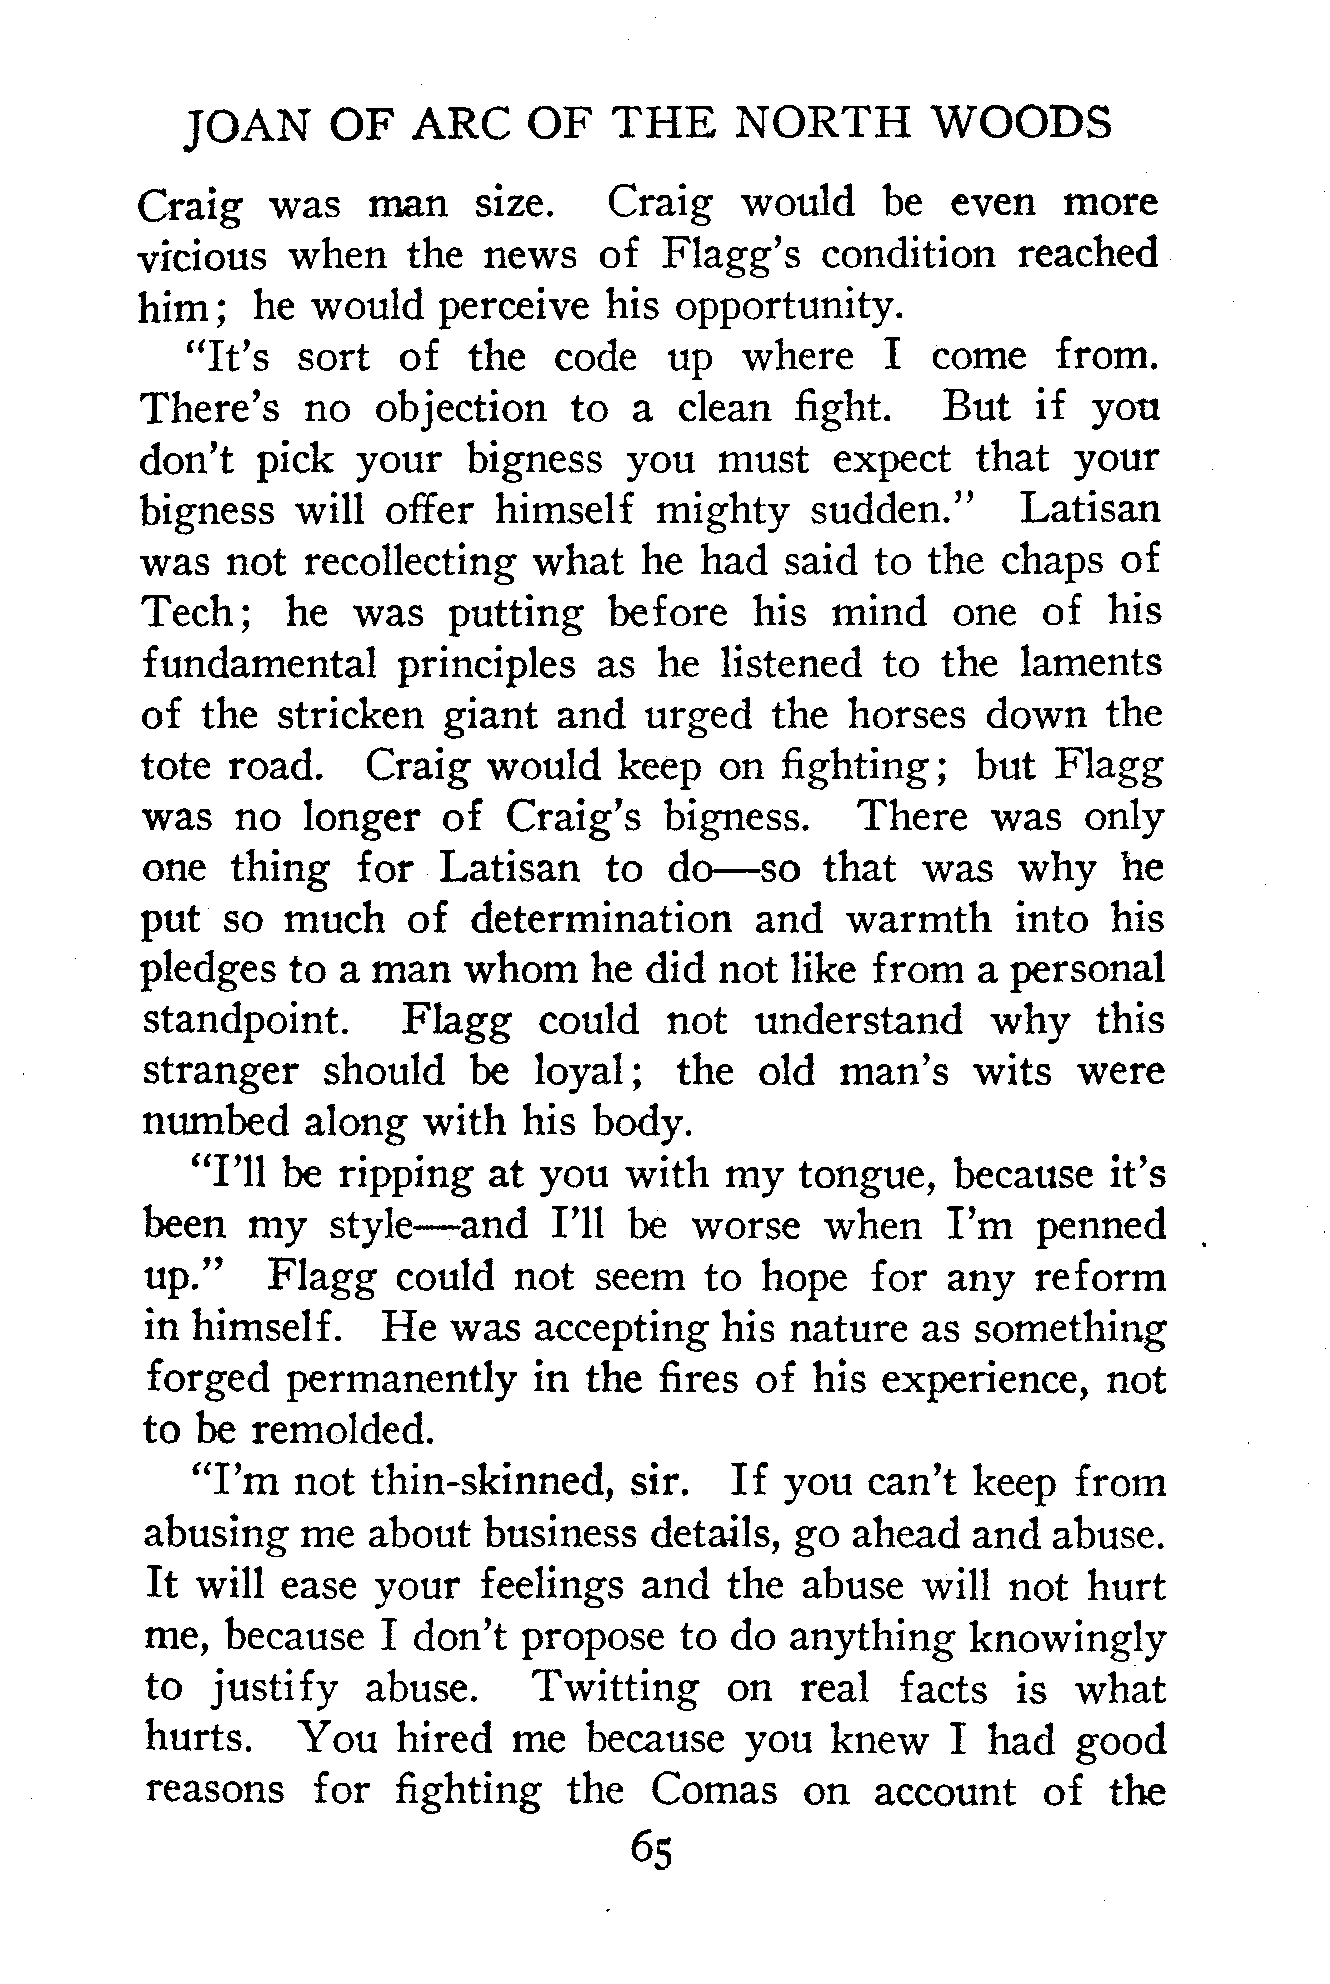 JOAN OF ARC OF THE NORTH WOODS
Craig was man size. Craig would be even more
vicious when the news of Flagg's condition reached
him; he would perceive his opportunity.
"It's sort of the code up where I come from.
There's no objection to a clean fight. But if you
don't pick your bigness you must expect that your
bigness will offer himself mighty sudden." Latisan
was not recollecting what he had said to the chaps of
Tech; he was putting before his mind one of his
fundamental principles as he listened to the laments
of the stricken giant and urged the horses down the
tote road. Craig would keep on fighting; but Flagg
was no longer of Craig's bigness. There was only
one thing for Latisan to do—so that was why he
put so much of determination and warmth into his
pledges to a man whom he did not like from a personal
standpoint. Flagg could not understand why this
stranger should be loyal; the old man's wits were
numbed along with his body.
"I'll be ripping at you with my tongue, because it's
been my style—and I'll be worse when I'm penned
up." Flagg could not seem to hope for any reform
in himself. He was accepting his nature as something
forged permanently in the fires of his experience, not
to be remolded.
"I'm not thin-skinned, sir. If you can't keep from
abusing me about business details, go ahead and abuse.
It will ease your feelings and the abuse will not hurt
me, because I don't propose to do anything knowingly
to justify abuse. Twitting on real facts is what
hurts. You hired me because you knew I had good
reasons for fighting the Comas on account of the
65